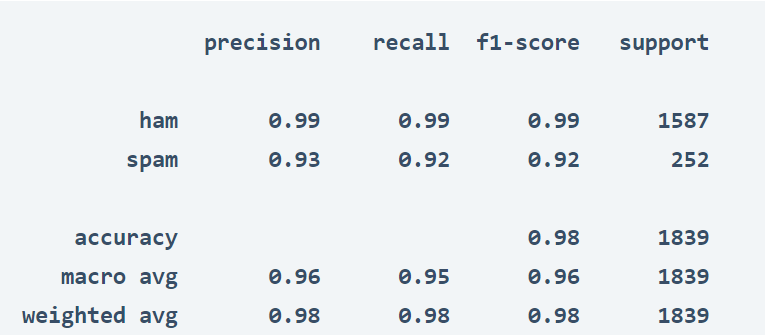 precision recall f1-score support
ham 0.99 0.99 0.99 1587
spam 0.93 0.92 0.92 252
accuracy 0.98 1839
macro avg 0.96 0.95 0.96 1839
weighted avg 0.98 0.98 0.98 1839